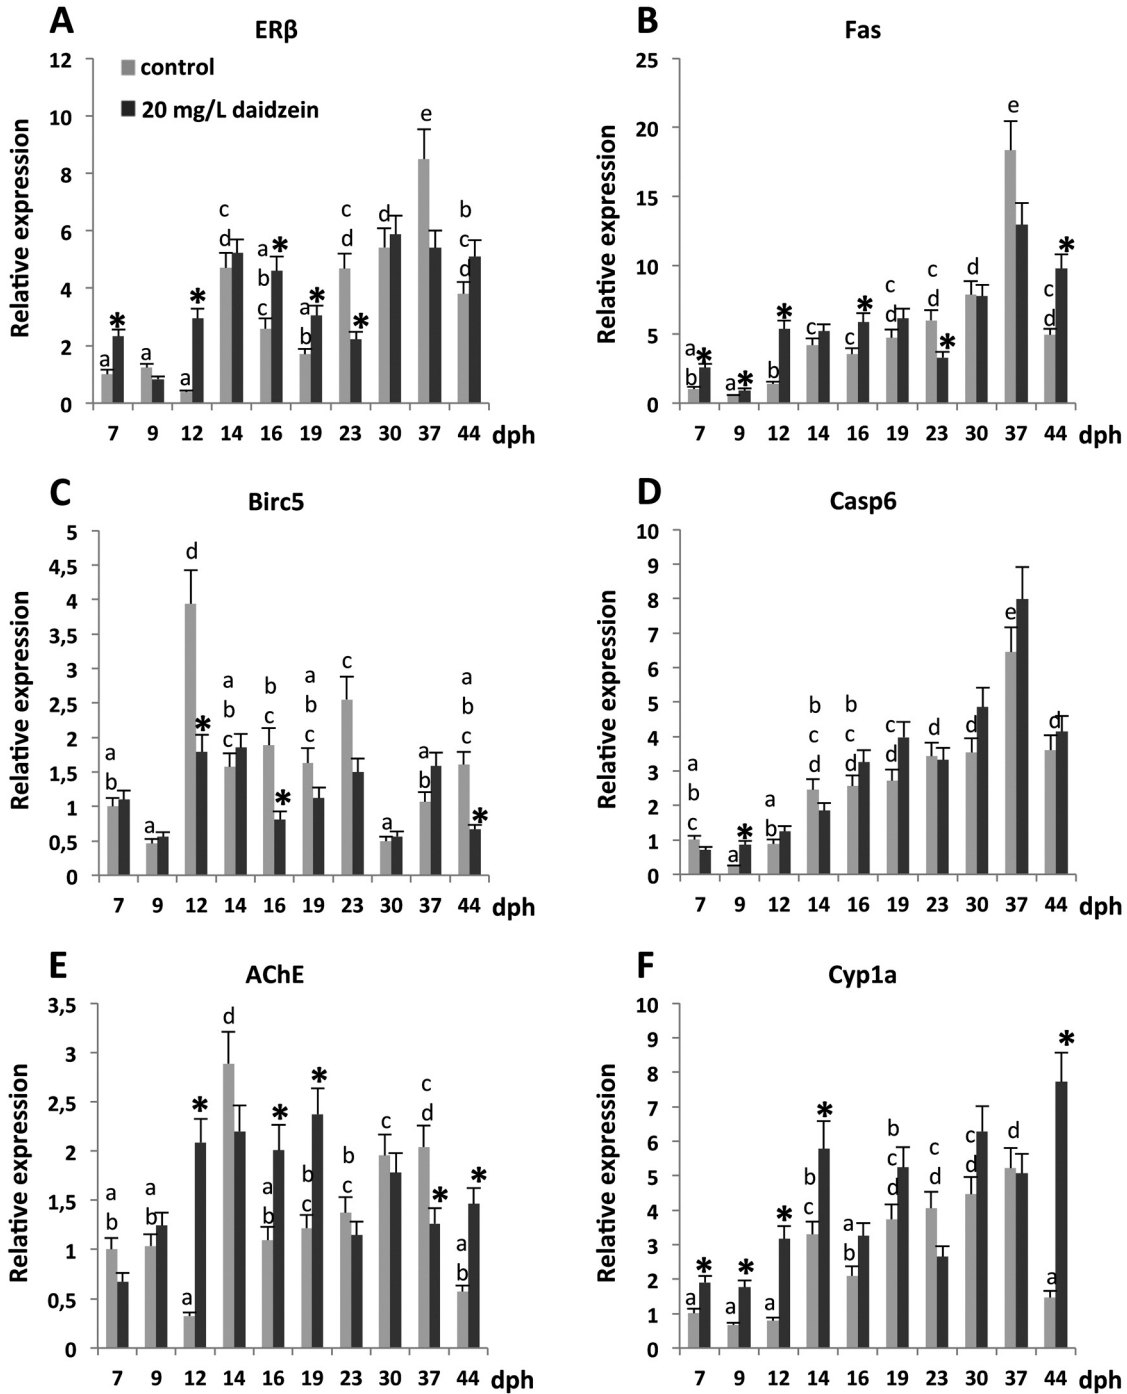 A
ERβ
control
20 mg/L daidzein
Relative expression
12
10
8
6
4
2
0
a
*
a
a
*
c
d
a
b
c
*
a
b
*
c
d
*
d
e
b
c
d
7 9 12 14 16 19 23 30 37 44 dph
B
Fas
Relative expression
25
20
15
10
5
0
a
b
*
a
*
b
*
c
c
*
c
d
c
d
*
d
e
c
d
*
7 9 12 14 16 19 23 30 37 44 dph
C
Birc5
Relative expression
5
4,5
4
3,5
3
2,5
2
1,5
1
0,5
0
a
b
a
d
*
a
b
c
b
c
*
a
b
c
c
a
a
b
a
b
c
*
7 9 12 14 16 19 23 30 37 44 dph
D
Casp6
Relative expression
10
9
8
7
6
5
4
3
2
1
0
a
b
c
a
*
a
b
b
c
d
b
c
d
c
d
d
d
e
d
7 9 12 14 16 19 23 30 37 44 dph
E
AChE
Relative expression
3,5
3
2,5
2
1,5
1
0,5
0
a
b
a
b
a
*
d
a
b
*
b
c
*
b
c
c
c
d
*
a
b
*
7 9 12 14 16 19 23 30 37 44 dph
F
Cyp1a
Relative expression
10
9
8
7
6
5
4
3
2
1
0
a
*
a
*
a
*
b
c
*
a
b
b
c
d
c
d
c
d
d
a
*
7 9 12 14 16 19 23 30 37 44 dph